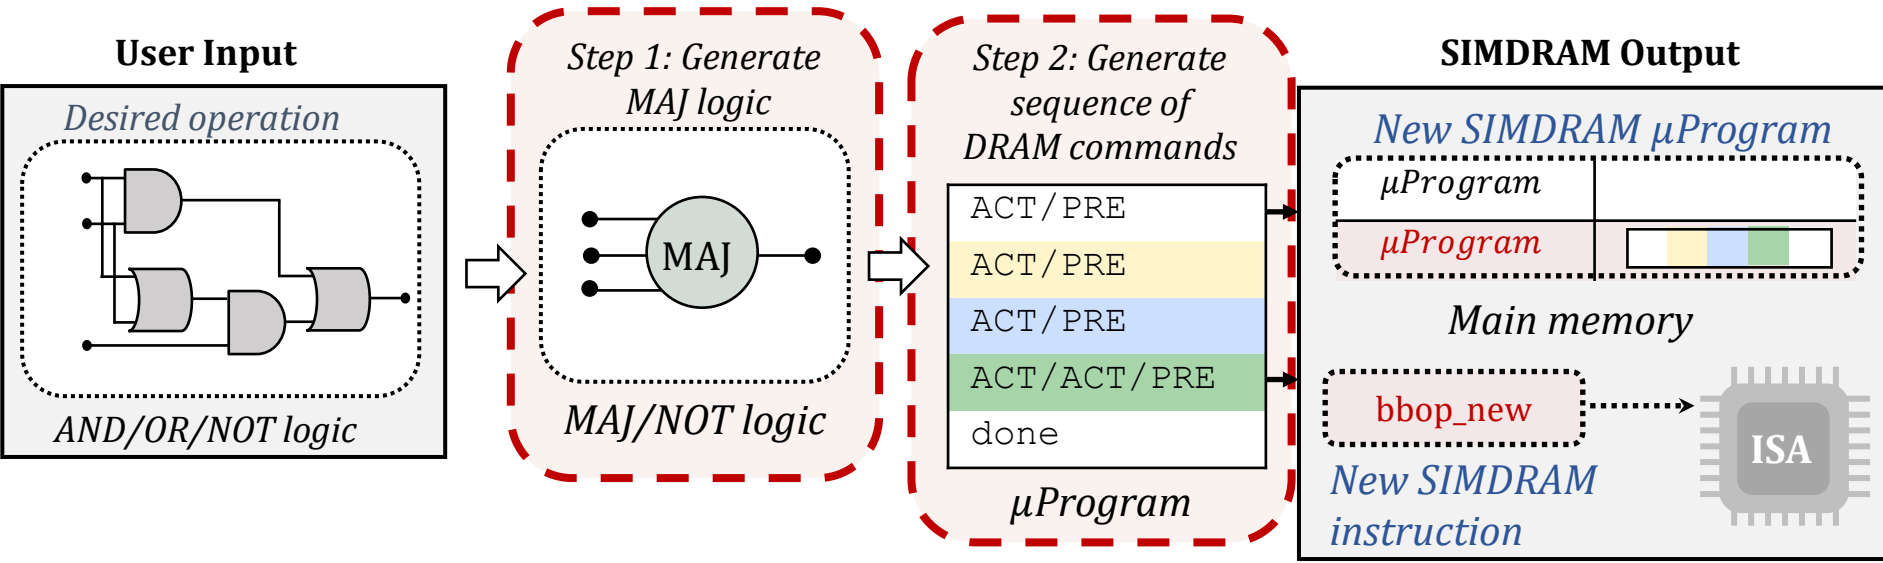 User Input
Desired operation
AND/OR/NOT logic
Step 1: Generate
MAJ logic
MAJ
MAJ/NOT logic
Step 2: Generate
sequence of
DRAM commands
ACT/PRE
ACT/PRE
ACT/PRE
ACT/ACT/PRE
done
μProgram
SIMDRAM Output
New SIMDRAM μProgram
μProgram
μProgram
Main memory
bbop_new
ISA
New SIMDRAM
instruction